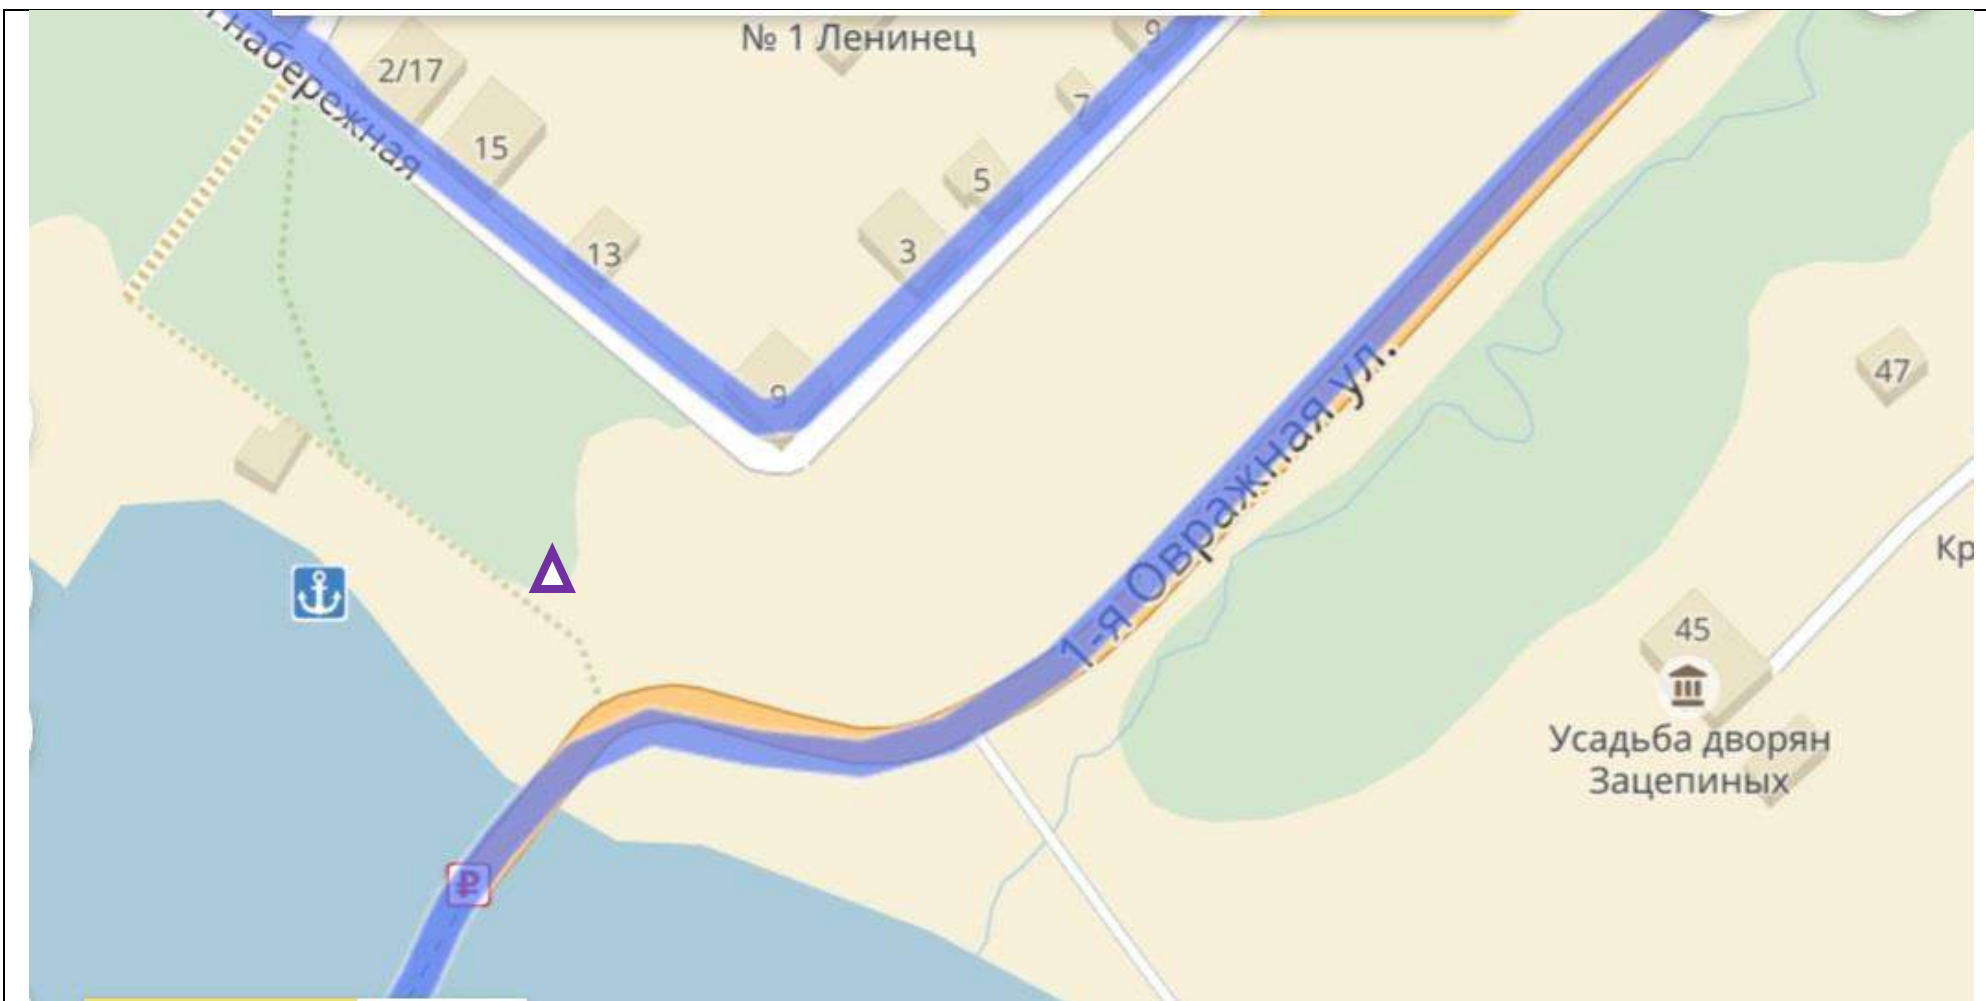 я Набережная
2/17
№ 1 Ленинец
9
7
15
5
13
3
9
1-я Овражная ул.
47
Кр
45
Усадьба дворян
Зацепиных
₽